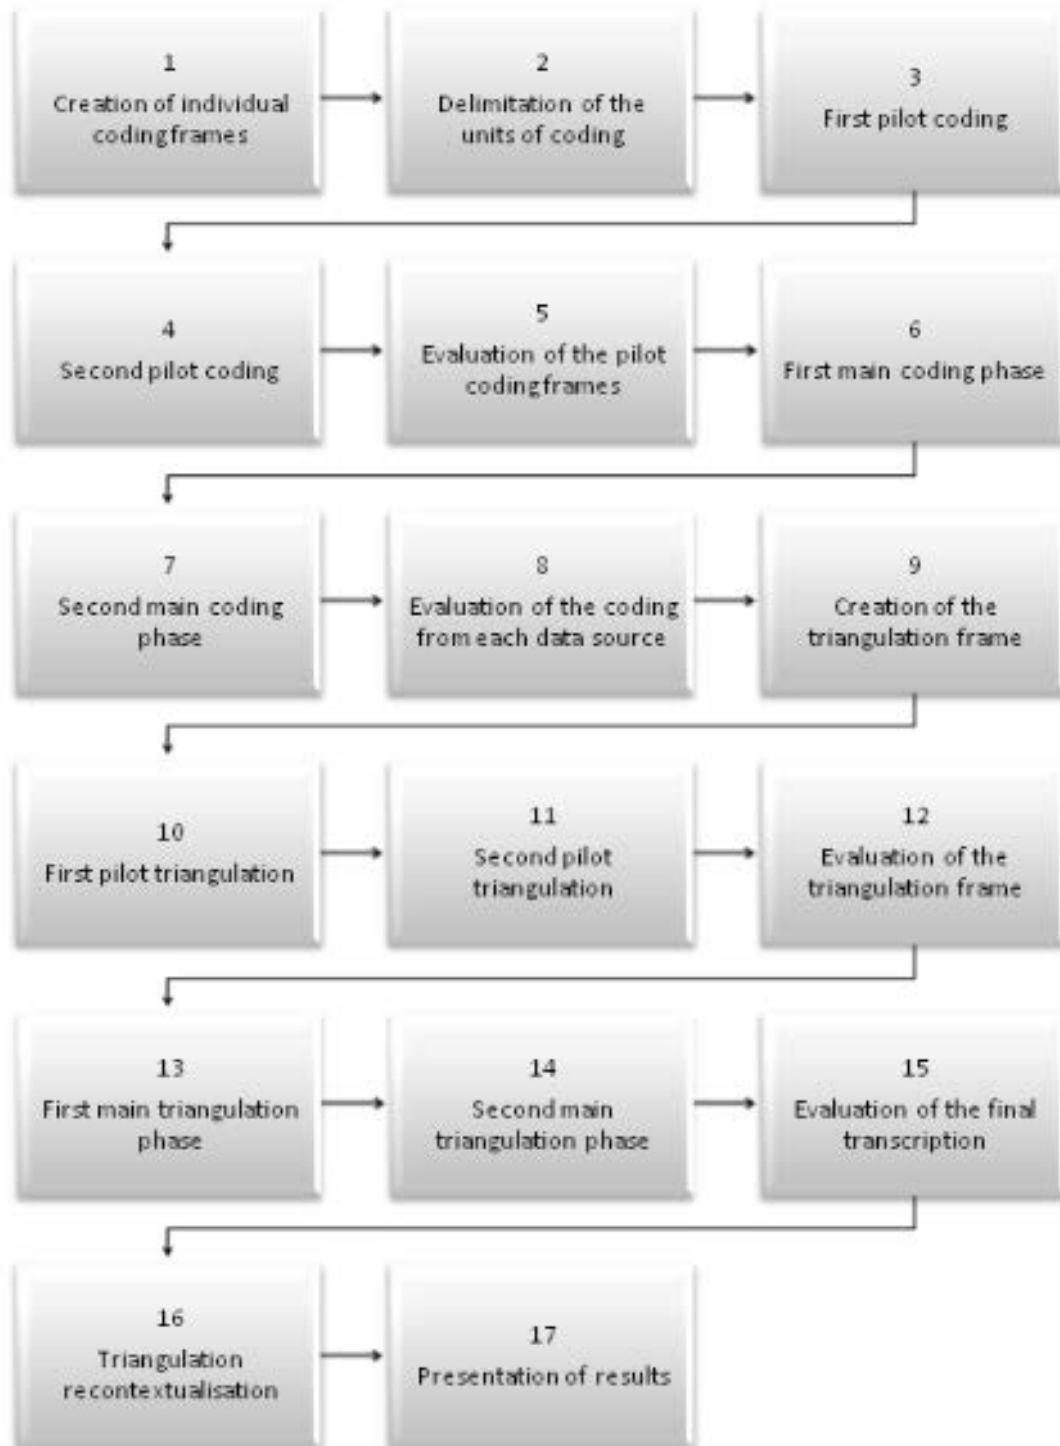 1
Creation of individual
coding frames
2
Delimitation of the
units of coding
3
First pilot coding
4
Second pilot coding
5
Evaluation of the pilot
coding frames
6
First main coding phase
7
Second main coding
phase
8
Evaluation of the coding
from each data source
9
Creation of the
triangulation frame
10
First pilot triangulation
11
Second pilot
triangulation
12
Evaluation of the
triangulation frame
13
First main triangulation
phase
14
Second main
triangulation phase
15
Evaluation of the final
transcription
16
Triangulation
recontextualisation
17
Presentation of results